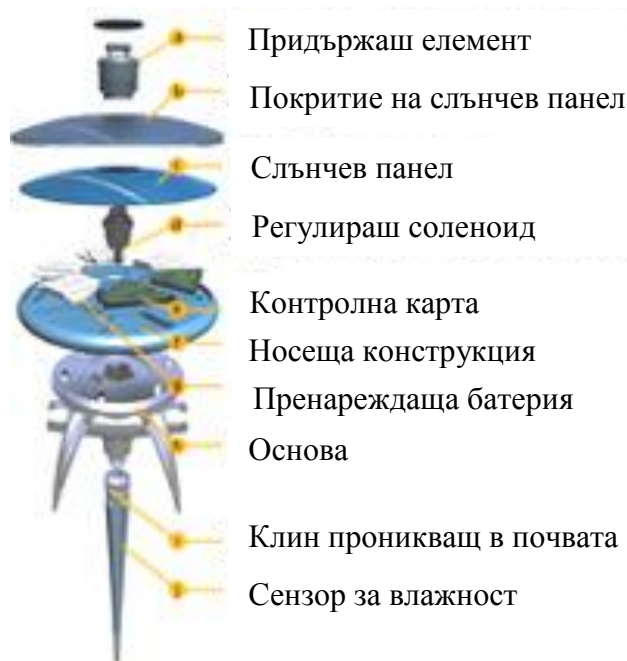 Придържаш елемент
Покритие на слънчев панел
Слънчев панел
Регулираш соленоид
Контролна карта
Носеща конструкция
Пренареждаща батерия
Основа
Клин проникващ в почвата
Сензор за влажност